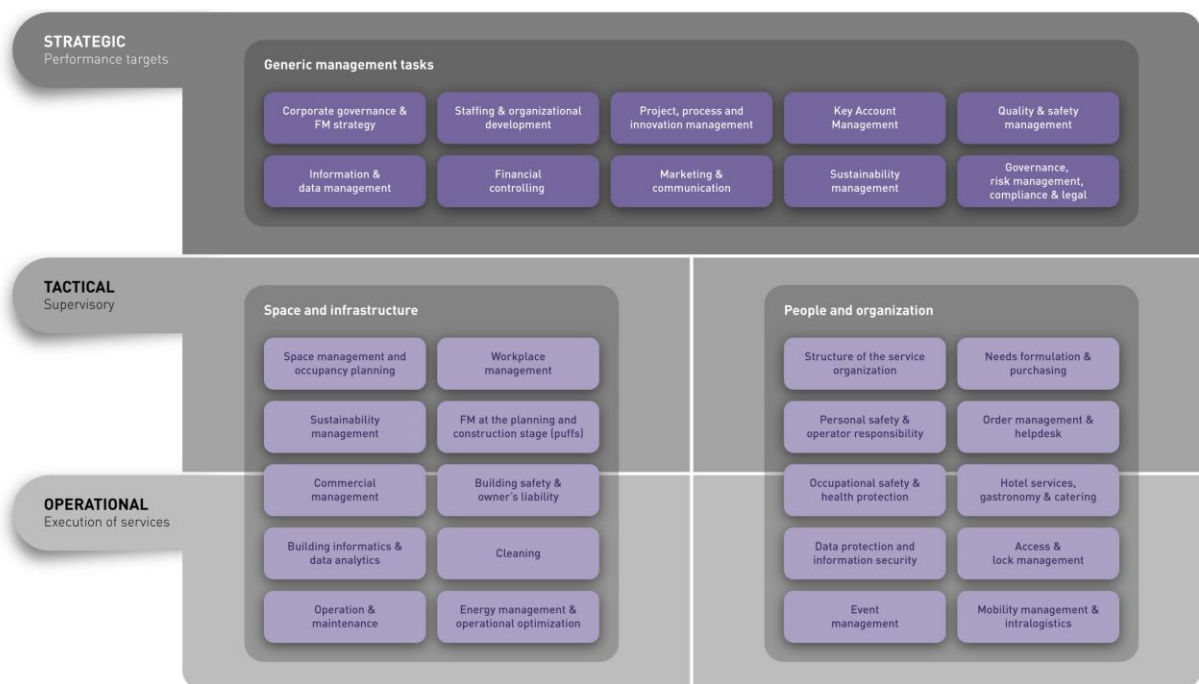 STRATEGIC
Performance targets
Generic management tasks
Corporate governance &
FM strategy
Staffing & organizational
development
Project, process and
innovation management
Key Account
Management
Quality & safety
management
Information &
data management
Financial
controlling
Marketing &
communication
Sustainability
management
Governance,
risk management,
compliance & legal
TACTICAL
Supervisory
Space and infrastructure
Space management and
occupancy planning
Workplace
management
Sustainability
management
FM at the planning and
construction stage (puffs)
Commercial
management
Building safety &
owner's liability
Building informatics &
data analytics
Cleaning
Operation &
maintenance
Energy management &
operational optimization
People and organization
Structure of the service
organization
Needs formulation &
purchasing
Personal safety &
operator responsibility
Order management &
helpdesk
Occupational safety &
health protection
Hotel services,
gastronomy & catering
Data protection and
information security
Access &
lock management
Event
management
Mobility management &
intralogistics
OPERATIONAL
Execution of services